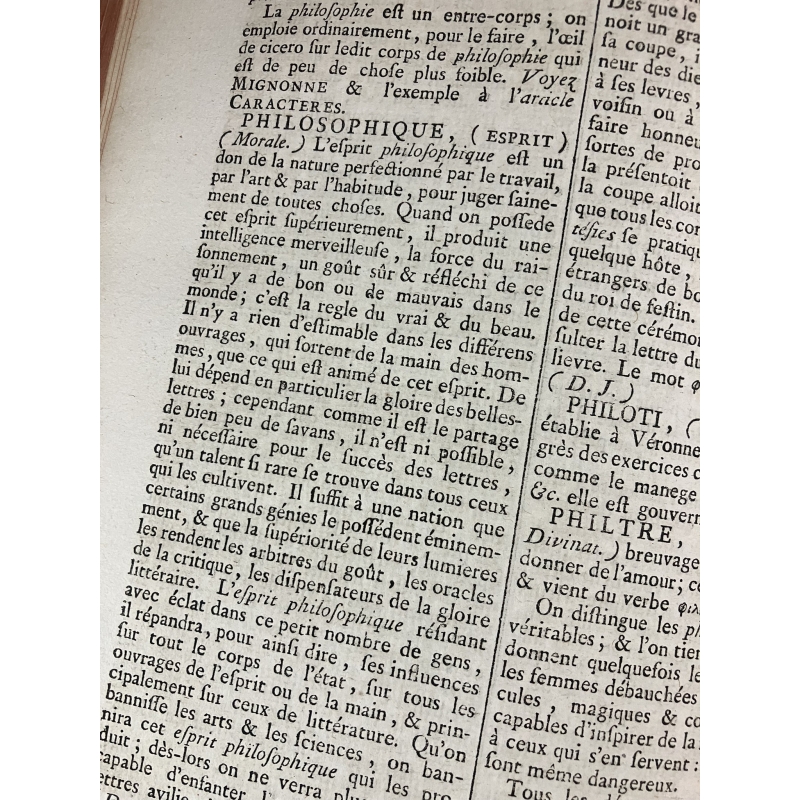 La philoſophie eſt un entre-corps; on
emploie ordinairement, pour le faire, l'œil
de cicero ſur ledit corps de philoſophie qui
eſt de peu de choſe plus foible. Voyez
MIGNONNE & l'exemple à l'aracle
CARACTERES.
PHILOSOPHIQUE, (ESPRIT)
(Morale.) L'eſprit philoſophique eſt un
don de la nature perfectionné par le travail,
par l'art & par l'habitude, pour juger ſaine-
ment de toutes choſes. Quand on poſſede
cet eſprit ſupérieurement, il produit une
intelligence merveilleuſe, la force du rai-
ſonnement, un goût sûr & réfléchi de ce
qu'il y a de bon ou de mauvais dans le
monde; c'eſt la regle du vrai & du beau.
Il n'y a rien d'eſtimable dans les différens
ouvrages, qui ſortent de la main des hom-
mes, que ce qui eſt animé de cet eſprit. De
lui dépend en particulier la gloire des belles-
lettres; cependant comme il eſt le partage
de bien peu de ſavans, il n'eſt ni poſſible,
ni néceſſaire pour le ſuccès des lettres,
qu'un talent ſi rare ſe trouve dans tous ceux
qui les cultivent. Il ſuffit à une nation que
certains grands génies le poſſédent éminem-
ment, & que la ſupériorité de leurs lumieres
les rendent les arbitres du goût, les oracles
de la critique, les diſpenſateurs de la gloire
littéraire. L'eſprit philoſophique réſidant
avec éclat dans ce petit nombre de gens,
il répandra, pour ainſi dire, ſes influences
ſur tout le corps de l'état, ſur tous les
ouvrages de l'eſprit ou de la main, & prin-
cipalement ſur ceux de littérature. Qu'on
banniſſe les arts & les ſciences, on ban-
nira cet eſprit philoſophique qui les pro
duit; dès-lors on ne verra
capable d'enfanter
ettres
Dès que le
noit un gra
ſa coupe, i
neur des die
à ſes levres,
voiſin ou à
faire honneu
ſortes de pro
la préſentoit
la coupe alloit
que tous les con
téſies ſe pratiqu
quelque hôte,
étrangers de bo
du roi de feſtin.
de cette cérémon
ſulter la lettre du
lievre. Le mot φ
(D. J.)
PHILOTI, (
établie à Véronne
grès des exercices c
comme le manege
&c. elle eſt gouvern
PHILTRE,
Divinat.) breuvage
donner de l'amour; ce
& vient du verbe φιλ
On diſtingue les ph
véritables; & l'on tien
donnent quelquefois le
les femmes débauchées
cules, magiques & co
capables d'inſpirer de la
à ceux qui s'en ſervent:
ſont même dangereux.
Tous les